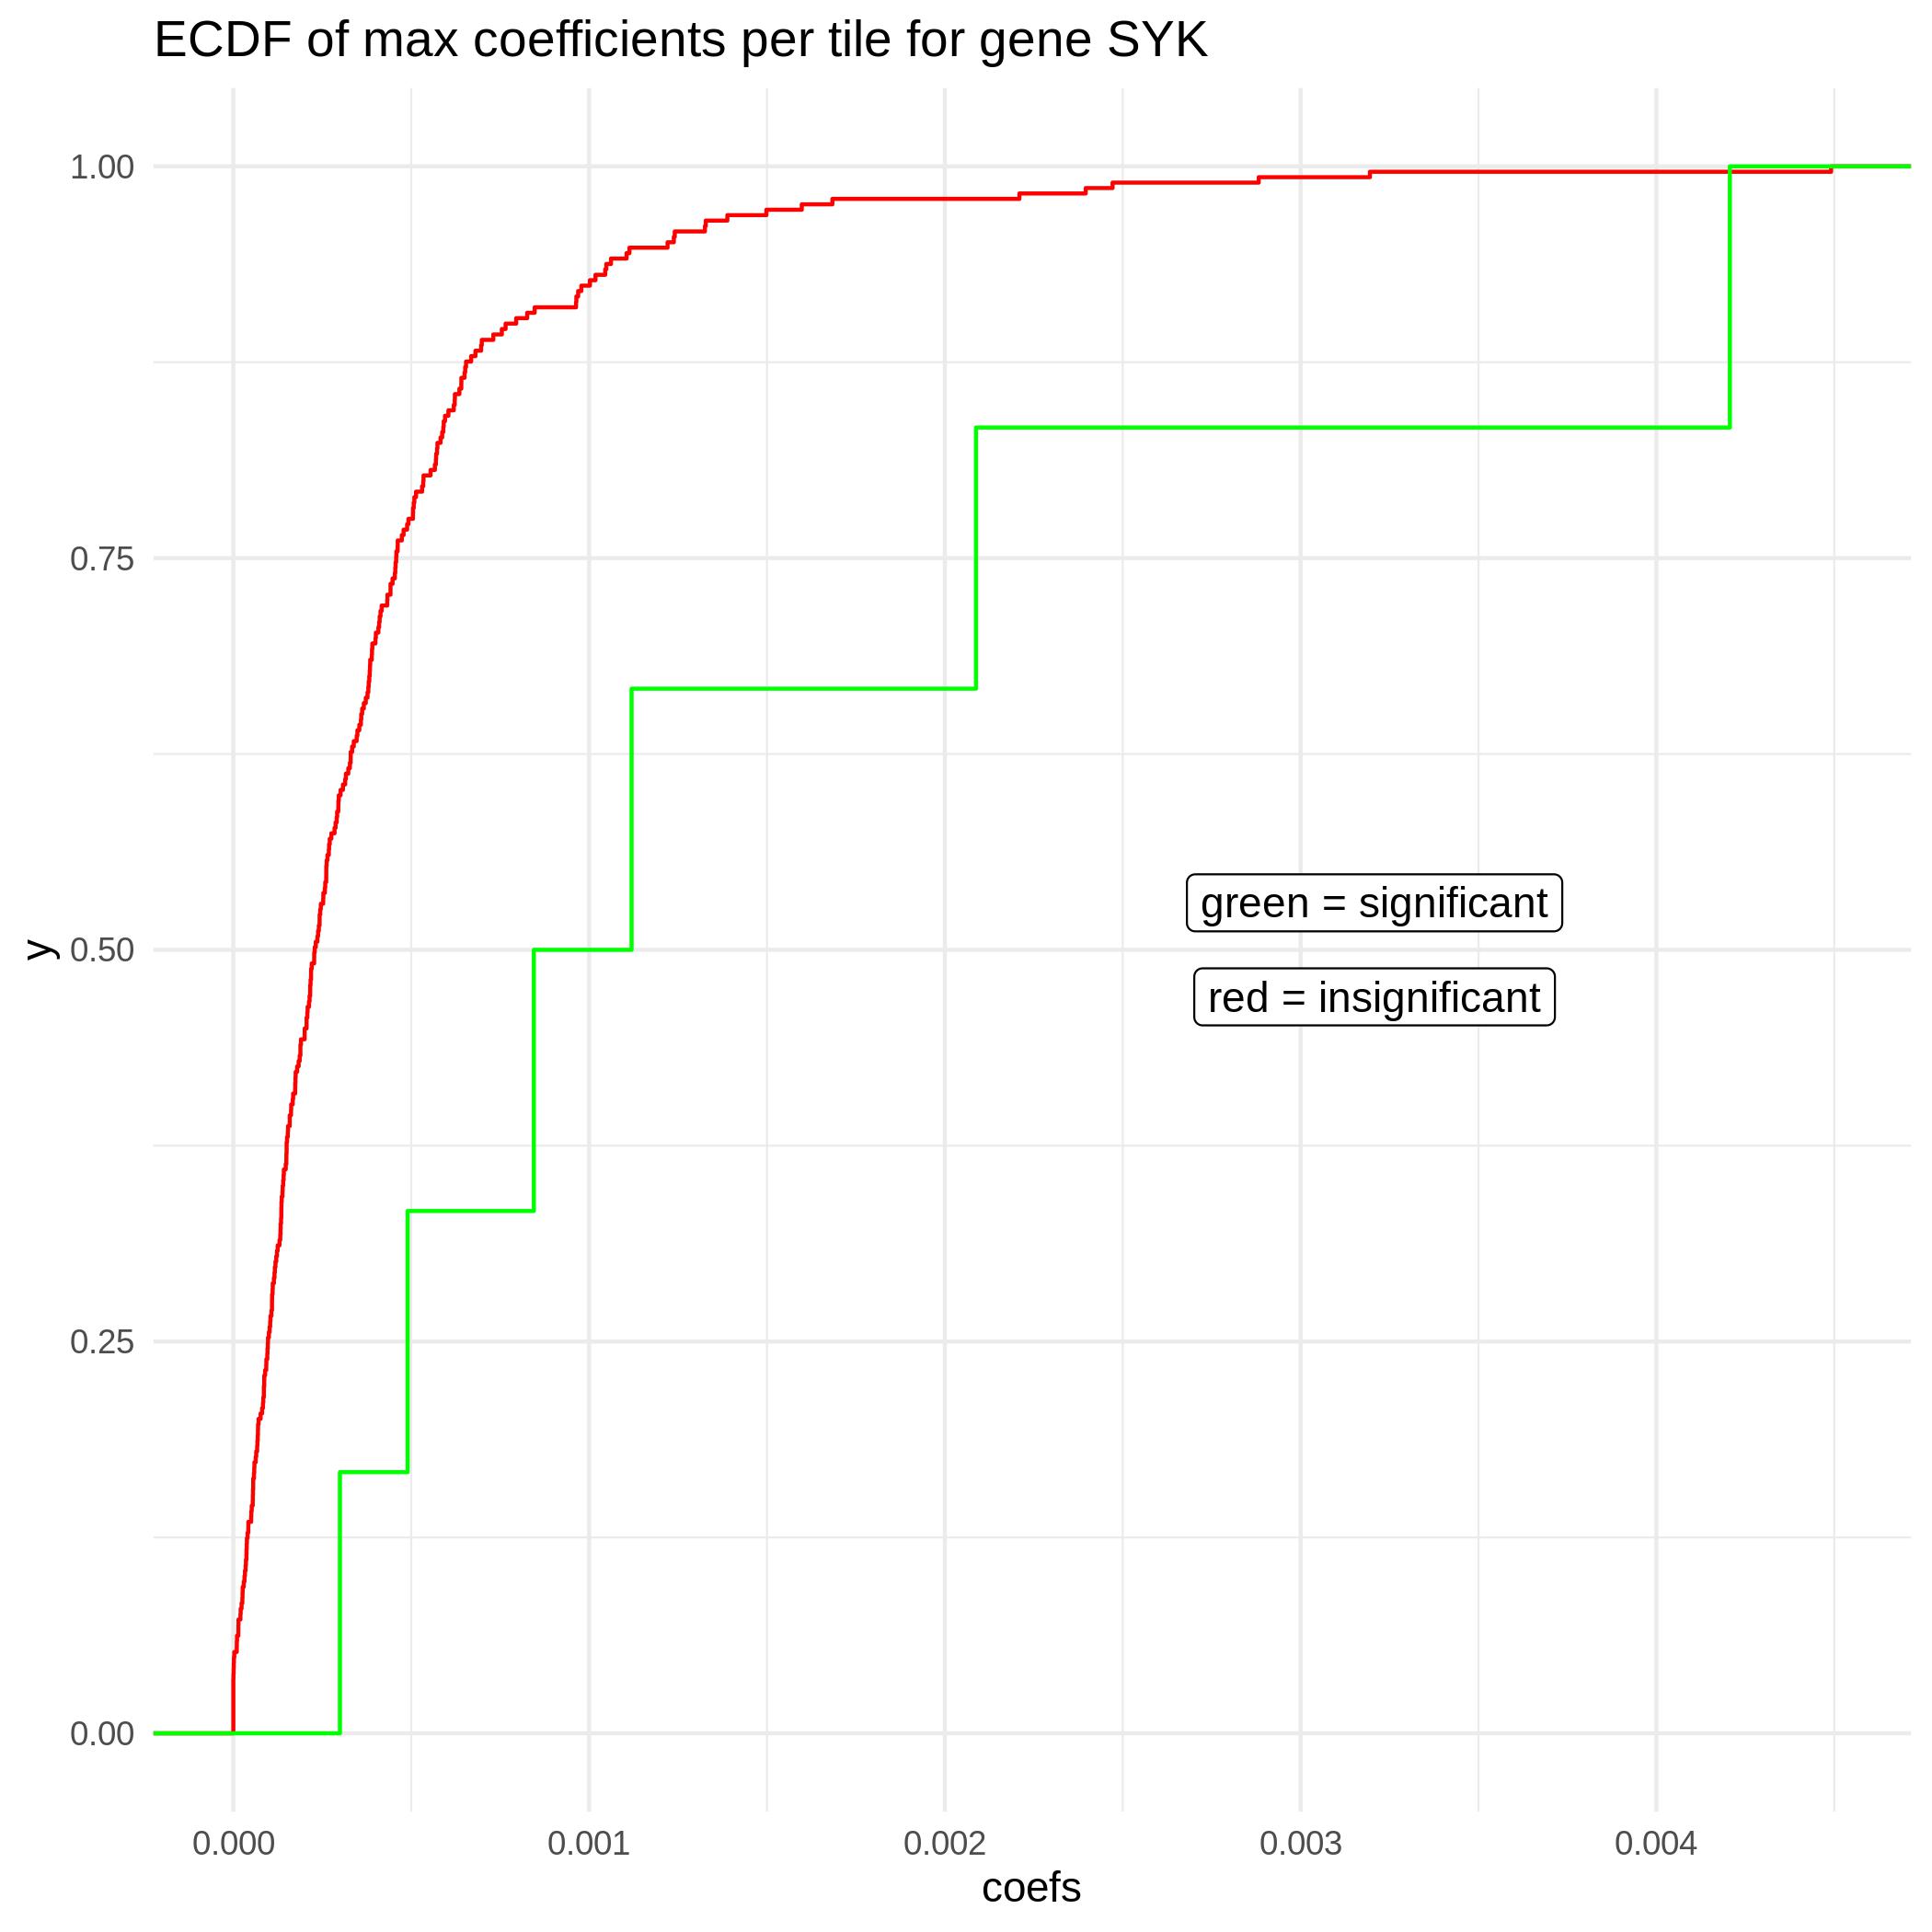 ECDF of max coefficients per tile for gene SYK
1.00
0.75
0.50
0.25
0.00
y
green = significant
red = insignificant
0.000 0.001 0.002 0.003 0.004
coefs